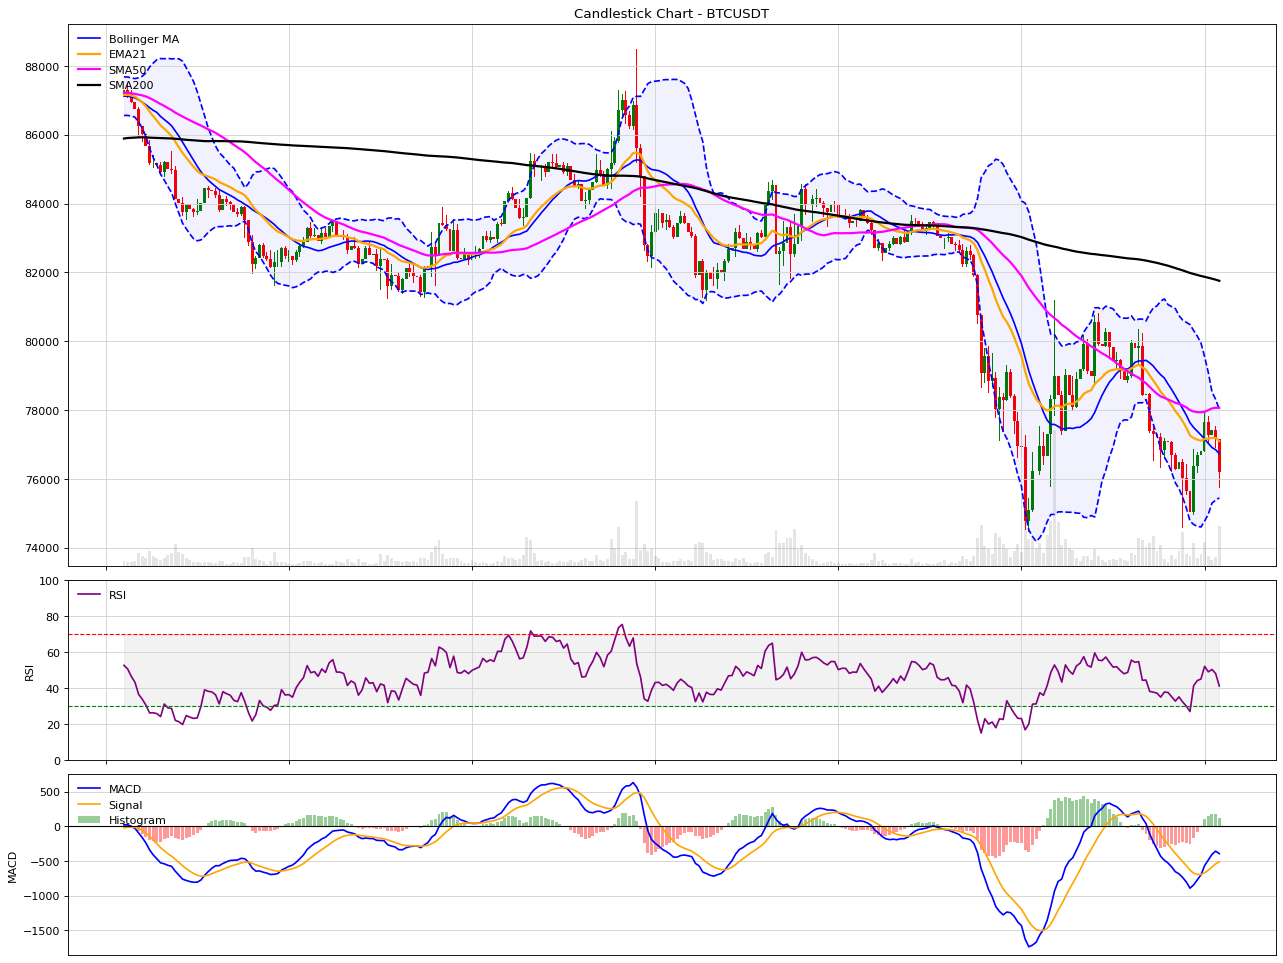 Candlestick Chart - BTCUSDT
Bollinger MA
EMA21
SMA50
SMA200
88000
86000
84000
82000
80000
78000
76000
74000
RSI
RSI
100
80
60
40
20
0
MACD
MACD
Signal
Histogram
500
0
−500
−1000
−1500